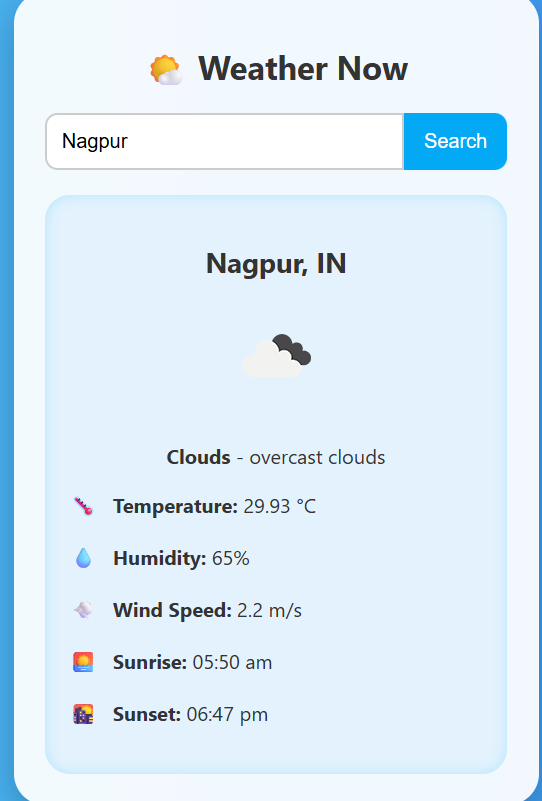 Weather Now
Nagpur
Search
Nagpur, IN
Clouds - overcast clouds
Temperature: 29.93 °C
Humidity: 65%
Wind Speed: 2.2 m/s
Sunrise: 05:50 am
Sunset: 06:47 pm